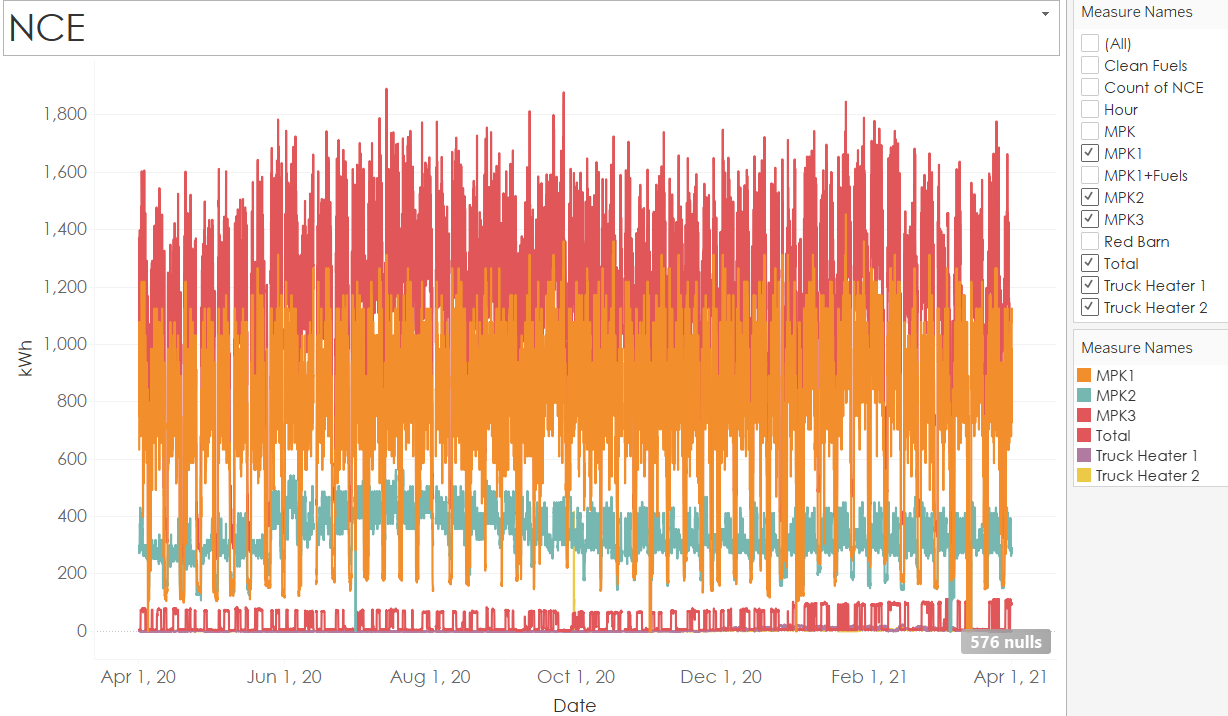 NCE
1,800
1,600
1,400
1,200
1,000
800
600
400
200
0
kWh
576 nulls
Apr 1, 20
Jun 1, 20
Aug 1, 20
Oct 1, 20
Dec 1, 20
Feb 1, 21
Apr 1, 21
Date
Measure Names
(All)
Clean Fuels
Count of NCE
Hour
MPK
MPK1
MPK1+Fuels
MPK2
MPK3
Red Barn
Total
Truck Heater 1
Truck Heater 2
Measure Names
MPK1
MPK2
MPK3
Total
Truck Heater 1
Truck Heater 2